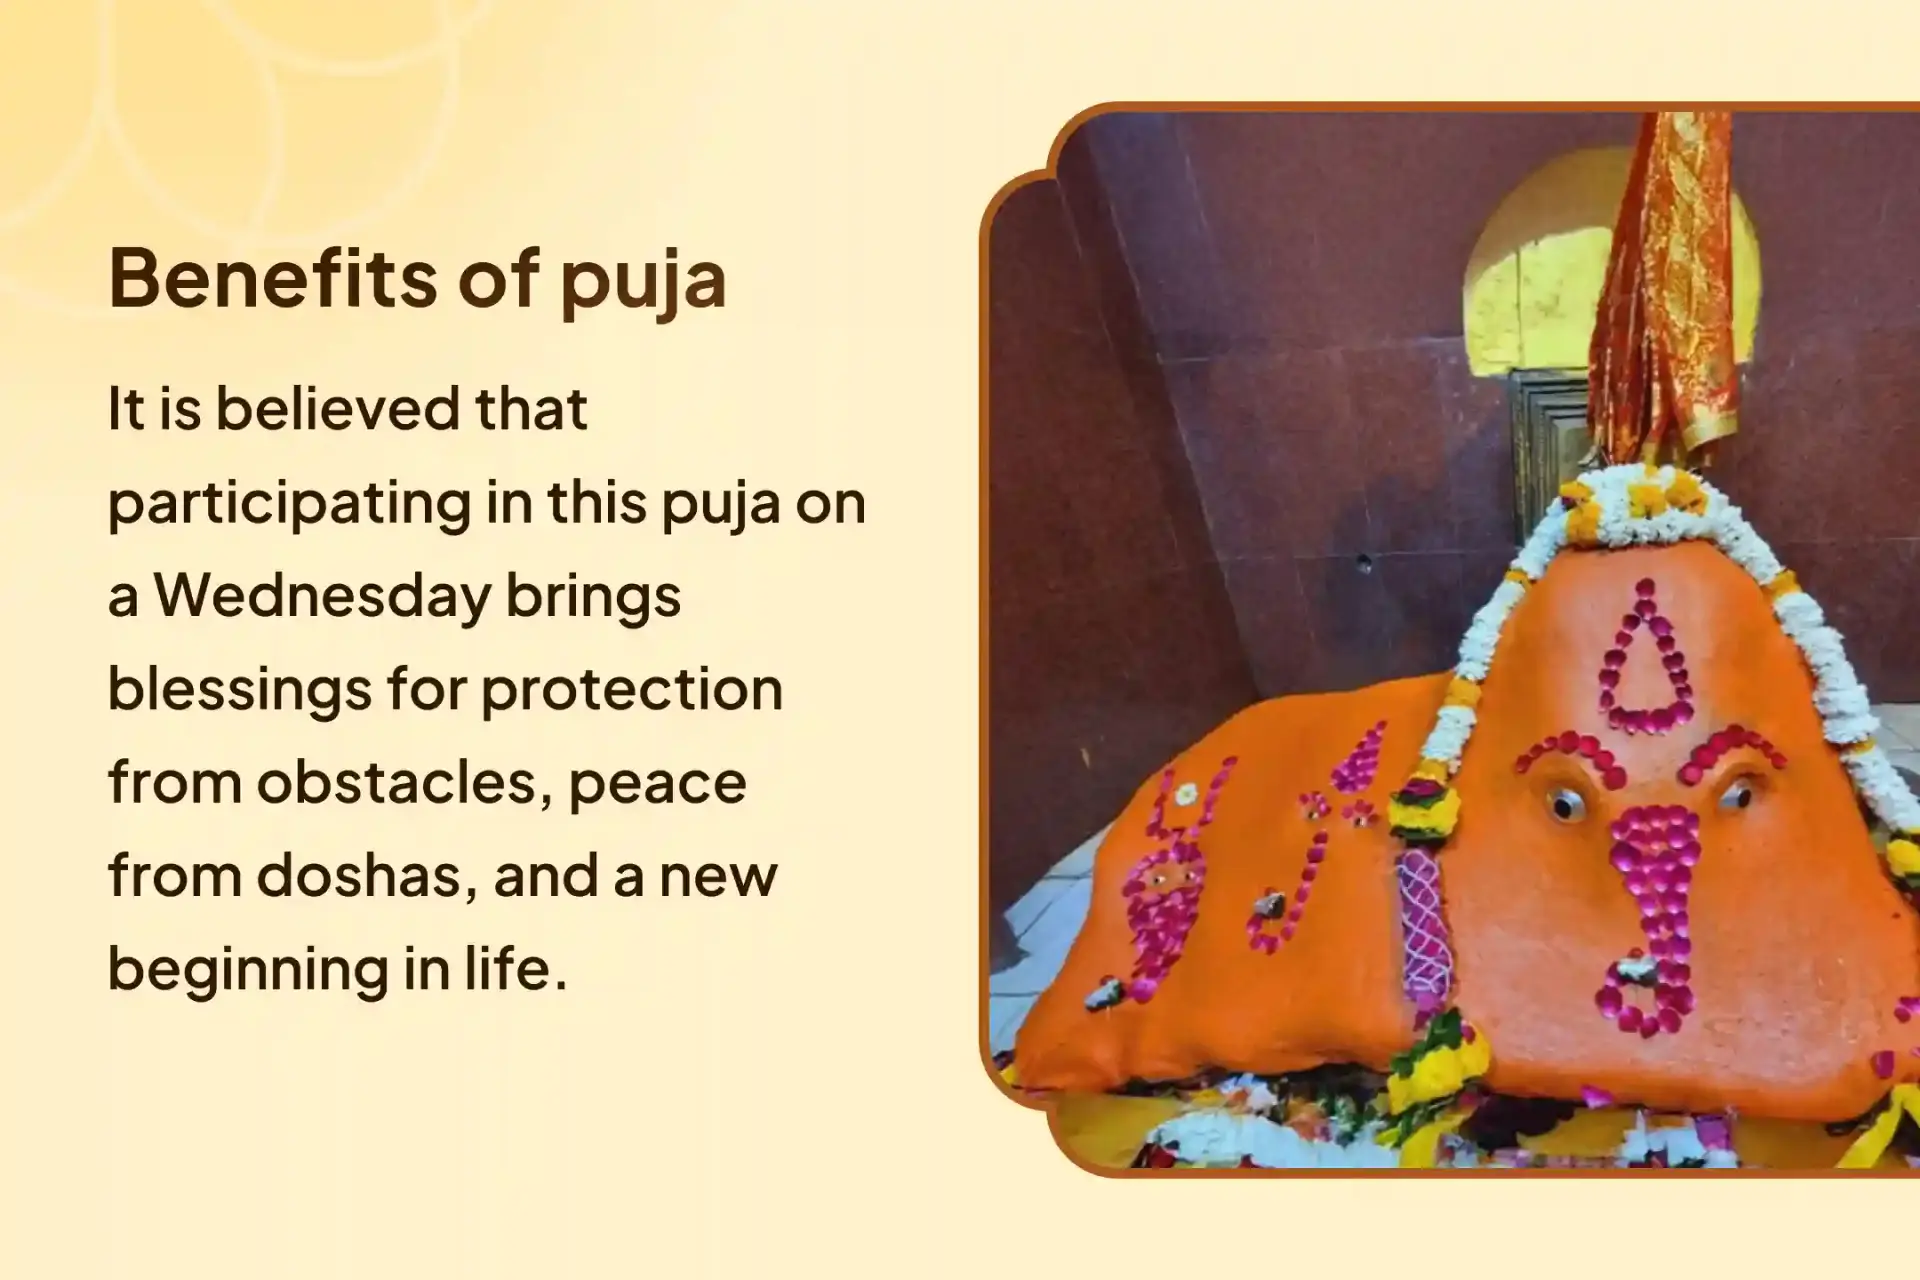 Benefits of puja
It is believed that
participating in this puja on
a Wednesday brings
blessings for protection
from obstacles, peace
from doshas, and a new
beginning in life.